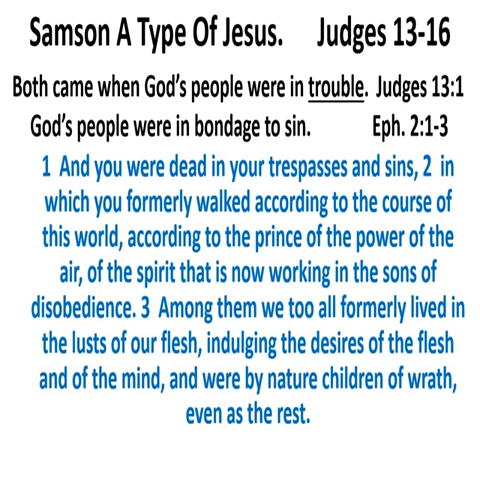 Samson A Type Of Jesus. Judges 13-16
Both came when God's people were in trouble. Judges 13:1
God's people were in bondage to sin. Eph. 2:1-3
1 And you were dead in your trespasses and sins, 2 in
which you formerly walked according to the course of
this world, according to the prince of the power of the
air, of the spirit that is now working in the sons of
disobedience. 3 Among them we too all formerly lived in
the lusts of our flesh, indulging the desires of the flesh
and of the mind, and were by nature children of wrath,
even as the rest.